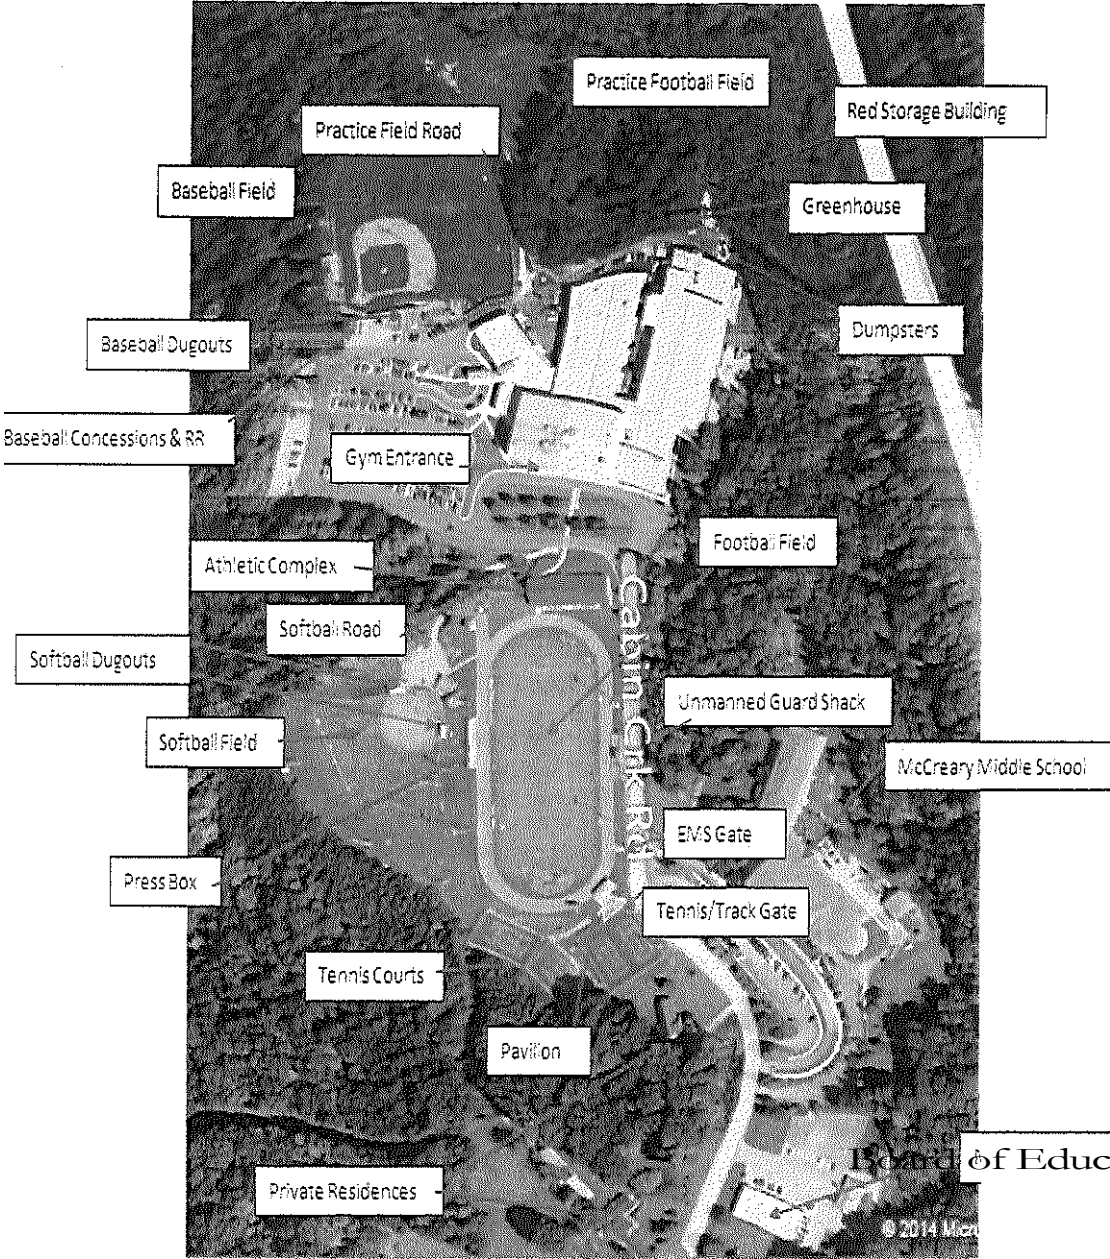 Practice Football Field
Red Storage Building
Practice Field Road
Baseball Field
Greenhouse
Baseball Dugouts
Dumpsters
Baseball Concessions & RR
Gym Entrance
Football Field
Athletic Complex
Softball Road
Softball Dugouts
Cabin Crk Rd
Unmanned Guard Shack
Softball Field
McCreary Middle School
EMS Gate
Press Box
Tennis/Track Gate
Tennis Courts
Pavilion
Board of Educ
Private Residences
© 2014 Micro